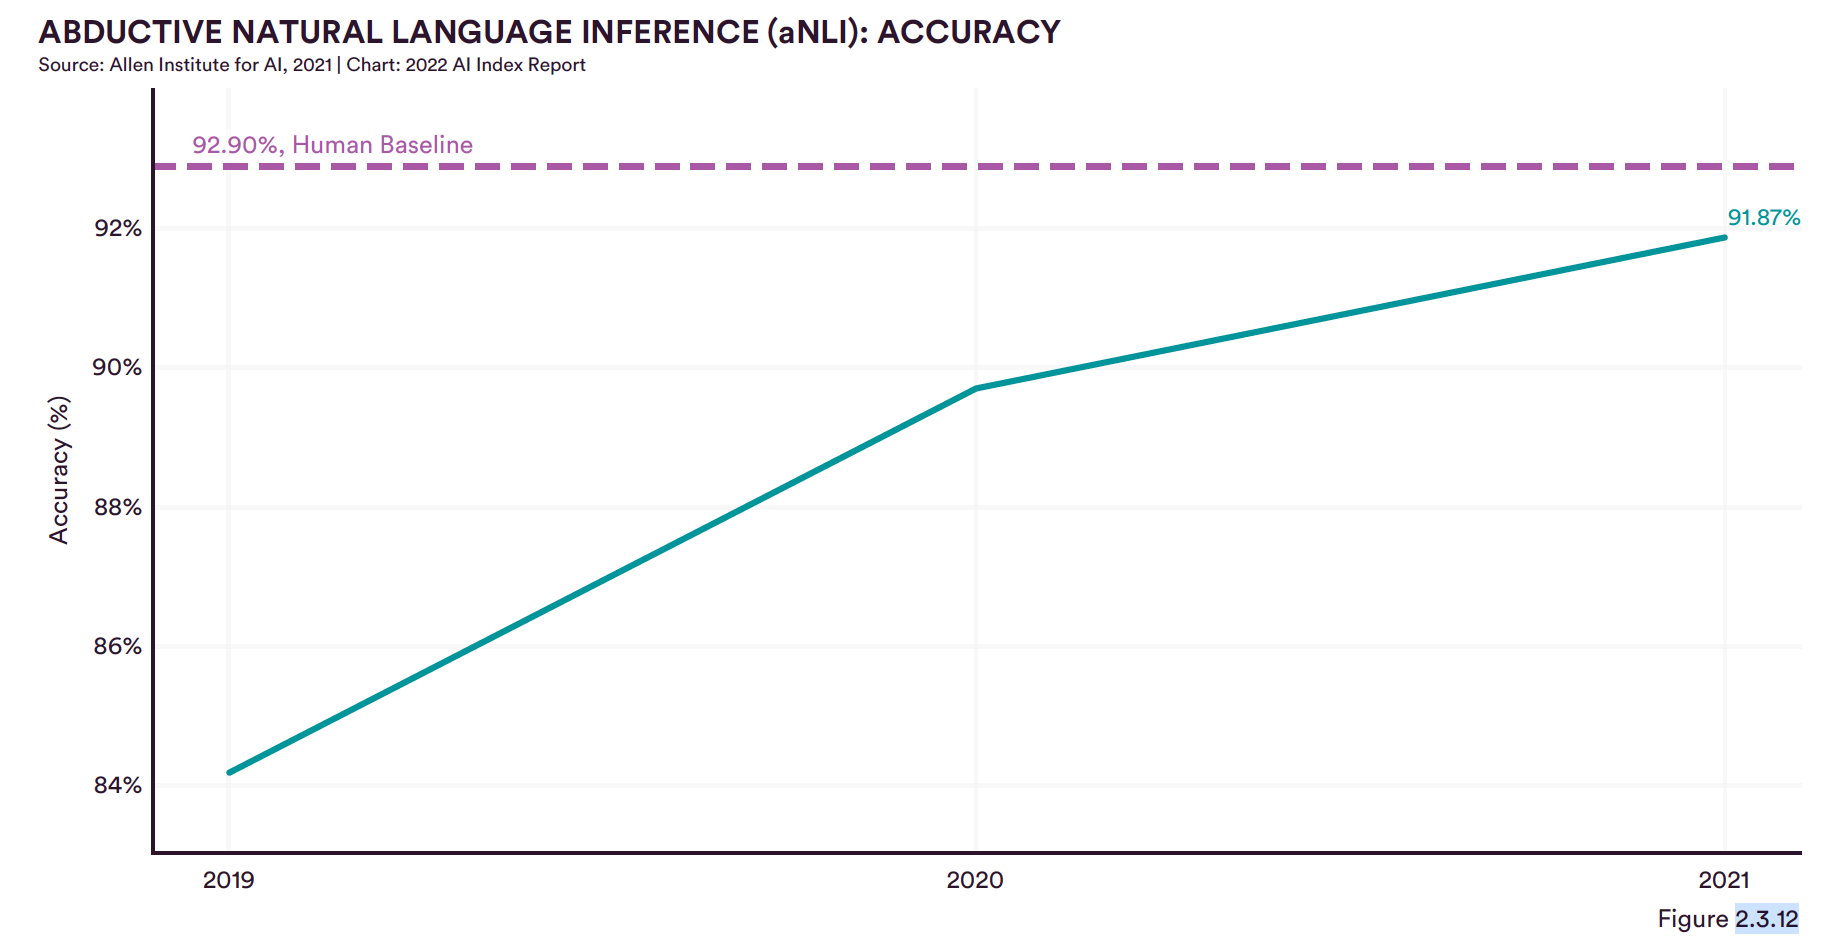 ABDUCTIVE NATURAL LANGUAGE INFERENCE (aNLI): ACCURACY
Source: Allen Institute for AI, 2021 | Chart: 2022 AI Index Report
92.90%, Human Baseline
91.87%
92%
90%
88%
86%
84%
Accuracy (%)
2019
2020
2021
Figure 2.3.12